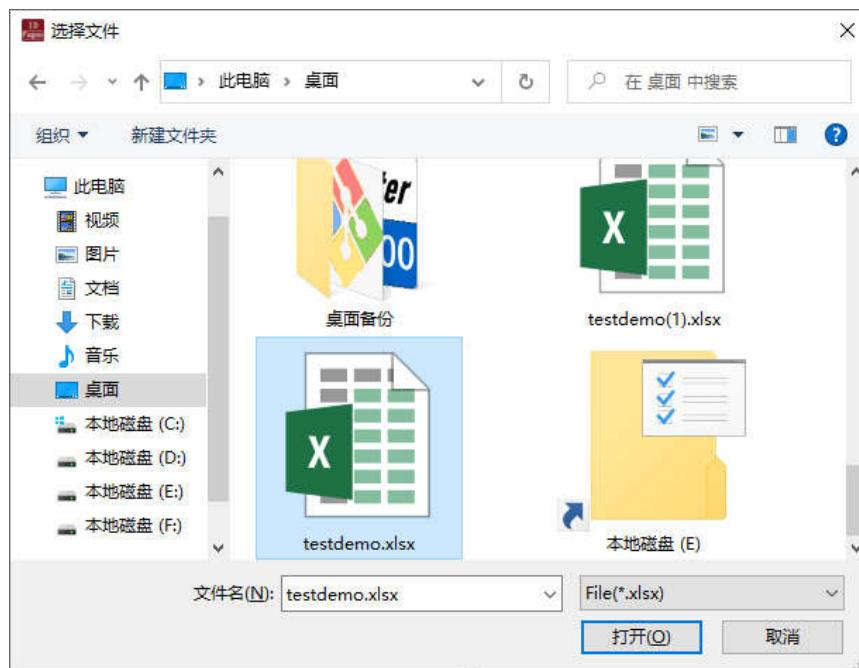 选择文件
此电脑 › 桌面
在 桌面 中搜索
组织
新建文件夹
此电脑
视频
图片
文档
下载
音乐
桌面
本地磁盘 (C:)
本地磁盘 (D:)
本地磁盘 (E:)
本地磁盘 (F:)
桌面备份
testdemo(1).xlsx
testdemo.xlsx
本地磁盘 (E)
文件名(N):
testdemo.xlsx
File(*.xlsx)
打开(O)
取消